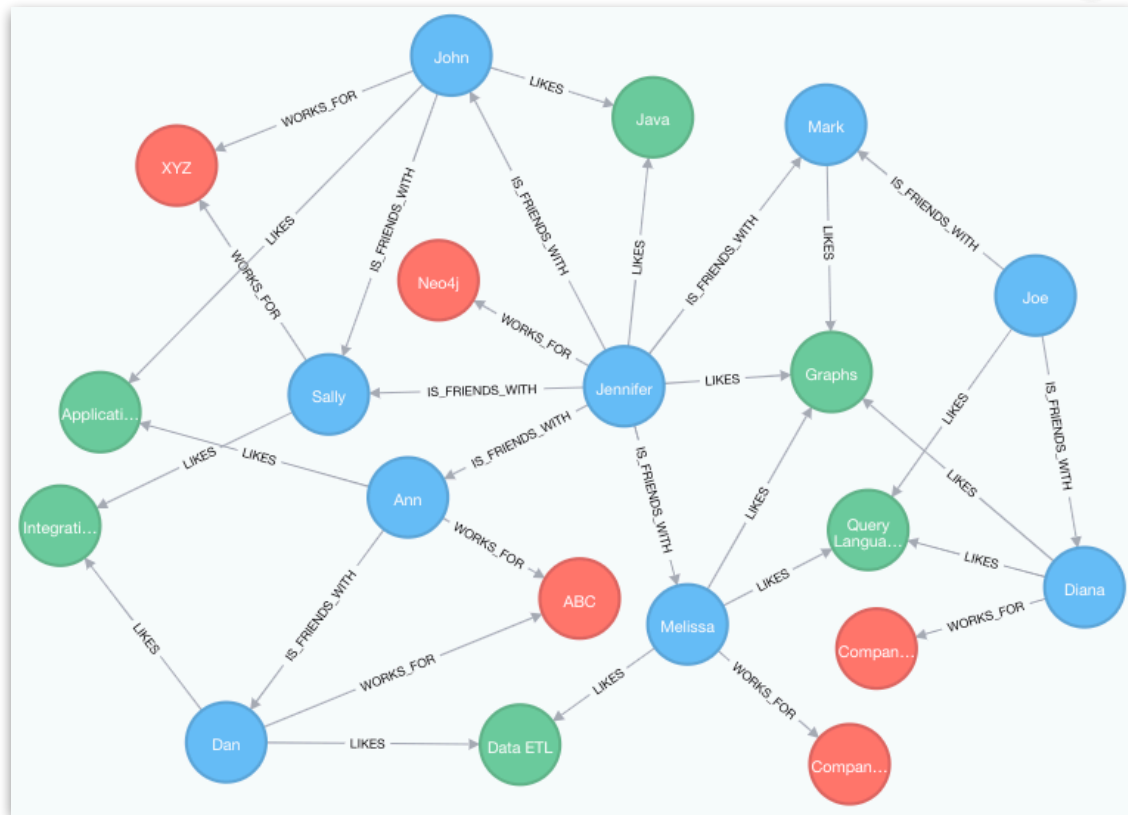 John
LIKES
WORKS_FOR
Java
Mark
XYZ
IS_FRIENDS_WITH
IS_FRIENDS_WITH
IS_FRIENDS_WITH
LIKES
LIKES
LIKES
IS_FRIENDS_WITH
WORKS_FOR
Neo4j
Joe
WORKS_FOR
Graphs
Sally
IS_FRIENDS_WITH
Jennifer
LIKES
Applicati…
LIKES
IS_FRIENDS_WITH
IS_FRIENDS_WITH
LIKES
LIKES
Ann
LIKES
LIKES
IS_FRIENDS_WITH
Integrati…
Query
Langua…
WORKS_FOR
LIKES
LIKES
Diana
ABC
IS_FRIENDS_WITH
Melissa
WORKS_FOR
LIKES
Compan…
WORKS_FOR
LIKES
WORKS_FOR
Dan
LIKES
Data ETL
Compan…